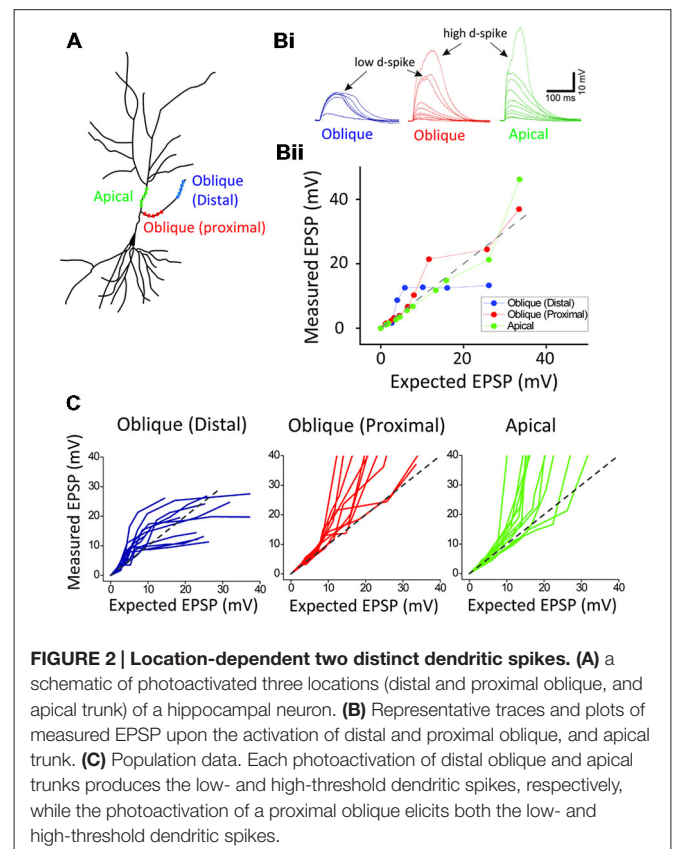 A
Apical
Oblique
(Distal)
Oblique (proximal)
Bi
high d-spike
low d-spike
10 mV
100 ms
Oblique
Oblique
Apical
Bii
Measured EPSP (mV)
40
20
0
0
20
40
Oblique (Distal)
Oblique (Proximal)
Apical
Expected EPSP (mV)
C
Oblique (Distal)
Oblique (Proximal)
Apical
Measured EPSP (mV)
40
30
20
10
0
0
10
20
30
40
Expected EPSP (mV)
40
30
20
10
0
0
10
20
30
40
Expected EPSP (mV)
40
30
20
10
0
0
10
20
30
40
Expected EPSP (mV)
FIGURE 2 | Location-dependent two distinct dendritic spikes. (A) a
schematic of photoactivated three locations (distal and proximal oblique, and
apical trunk) of a hippocampal neuron. (B) Representative traces and plots of
measured EPSP upon the activation of distal and proximal oblique, and apical
trunk. (C) Population data. Each photoactivation of distal oblique and apical
trunks produces the low- and high-threshold dendritic spikes, respectively,
while the photoactivation of a proximal oblique elicits both the low- and
high-threshold dendritic spikes.